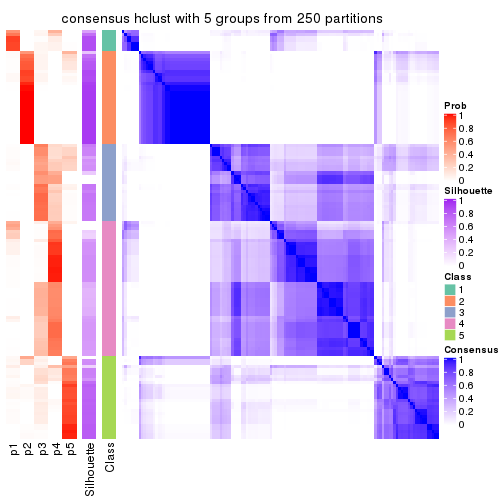 consensus hclust with 5 groups from 250 partitions
Prob
1
0.8
0.6
0.4
0.2
0
Silhouette
1
0.8
0.6
0.4
0.2
0
Class
1
2
3
4
5
Consensus
1
0.8
0.6
0.4
0.2
0
p1
p2
p3
p4
p5
Silhouette
Class